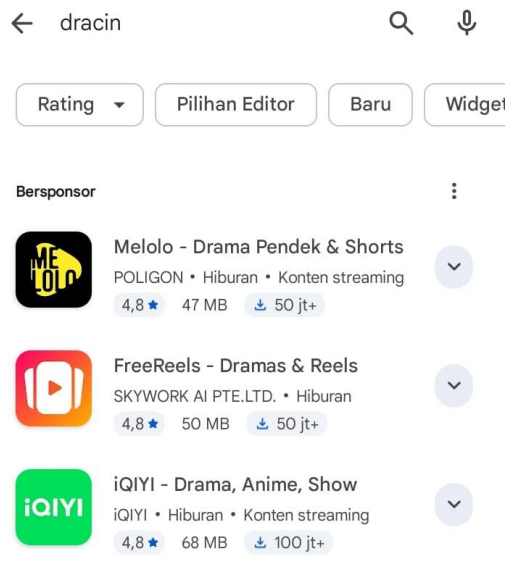 dracin
Rating
Pilihan Editor
Baru
Widget
Bersponsor
MELOLO
Melolo - Drama Pendek & Shorts
POLIGON • Hiburan • Konten streaming
4,8 ★ 47 MB 50 jt+
FreeReels - Dramas & Reels
SKYWORK AI PTE.LTD. • Hiburan
4,8 ★ 50 MB 50 jt+
iQIYI
iQIYI - Drama, Anime, Show
iQIYI • Hiburan • Konten streaming
4,8 ★ 68 MB 100 jt+